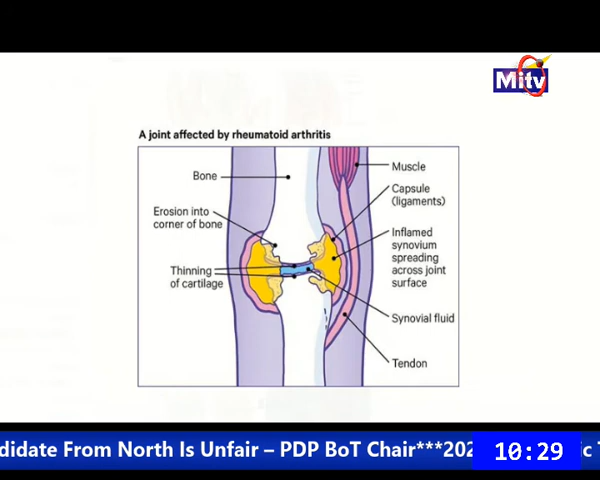 Mitv
A joint affected by rheumatoid arthritis
Bone
Erosion into
corner of bone
Thinning
of cartilage
Muscle
Capsule
(ligaments)
Inflamed
synovium
spreading
across joint
surface
Synovial fluid
Tendon
didate From North Is Unfair – PDP BoT Chair***202
10:29
ic